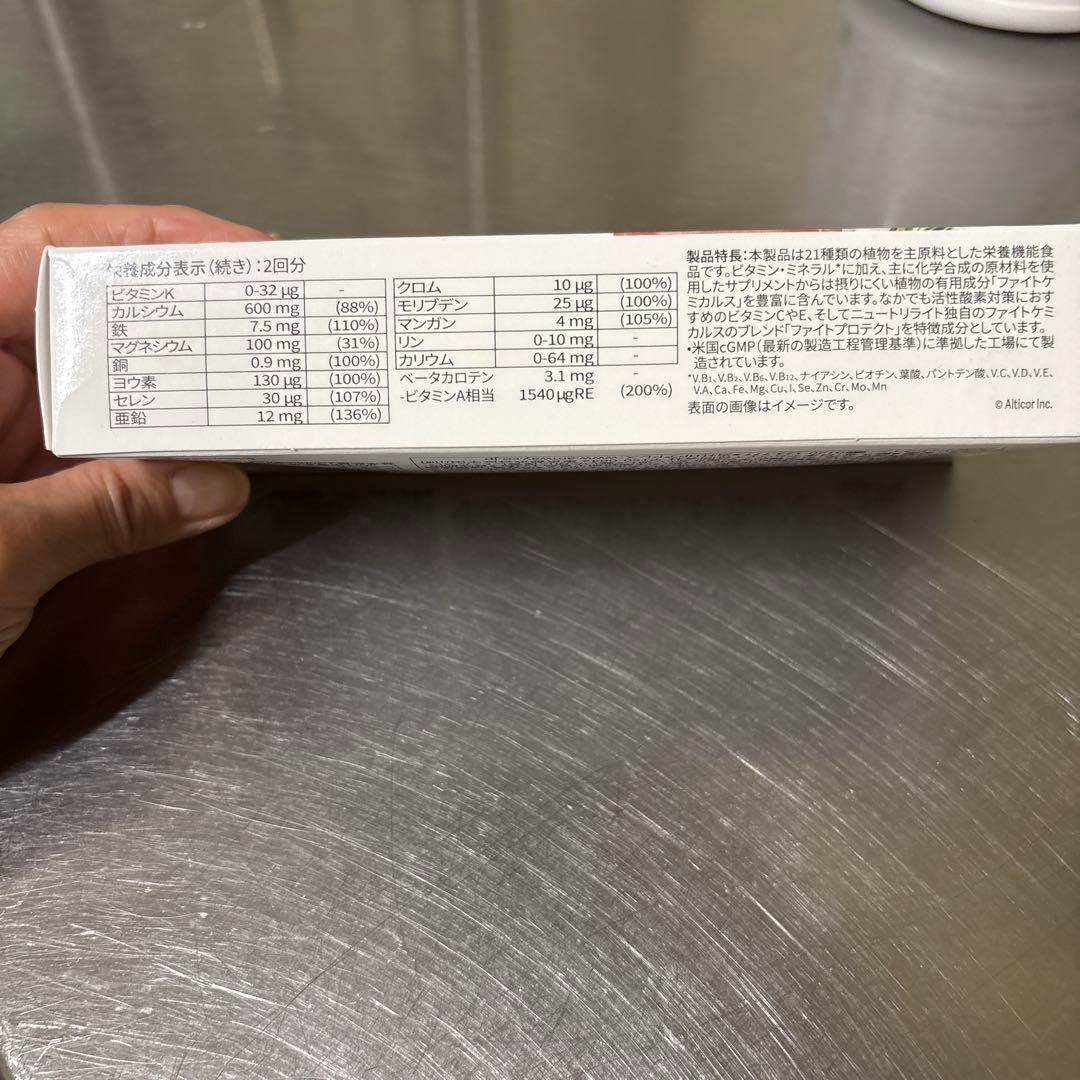 栄養成分表示（続き）：2回分
ビタミンK 0-32 µg -
カルシウム 600 mg (88%)
鉄 7.5 mg (110%)
マグネシウム 100 mg (31%)
銅 0.9 mg (100%)
ヨウ素 130 µg (100%)
セレン 30 µg (107%)
亜鉛 12 mg (136%)
クロム 10 µg (100%)
モリブデン 25 µg (100%)
マンガン 4 mg (105%)
リン 0-10 mg -
カリウム 0-64 mg -
ベータカロテン 3.1 mg -
-ビタミンA相当 1540µgRE (200%)
製品特長：本製品は21種類の植物を主原料とした栄養機能食
品です。ビタミン・ミネラル*に加え、主に化学合成の原材料を使
用したサプリメントからは摂りにくい植物の有用成分「ファイトケ
ミカルス」を豊富に含んでいます。なかでも活性酸素対策におす
すめのビタミンCやE、そしてニュートリライト独自のファイトケミ
カルスのブレンド「ファイトプロテクト」を特徴成分としています。
•米国cGMP（最新の製造工程管理基準）に準拠した工場にて製
造されています。
*V.B₁、V.B₂、V.B₆、V.B₁₂、ナイアシン、ビオチン、葉酸、パントテン酸、V.C、V.D、V.E、
V.A、Ca、Fe、Mg、Cu、I、Se、Zn、Cr、Mo、Mn
表面の画像はイメージです。
© Alticor Inc.